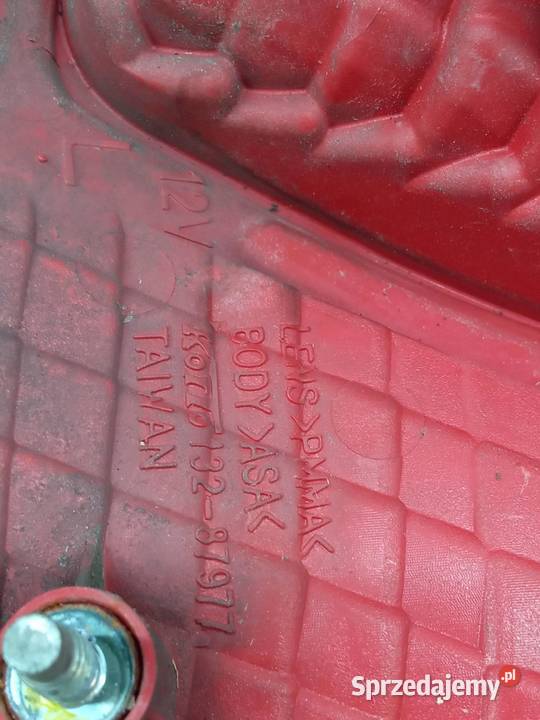 L
12V
LENS>PMMA<
BODY>ASA<
KOITO 132-87977
TAIWAN
Sprzedajemy.pl